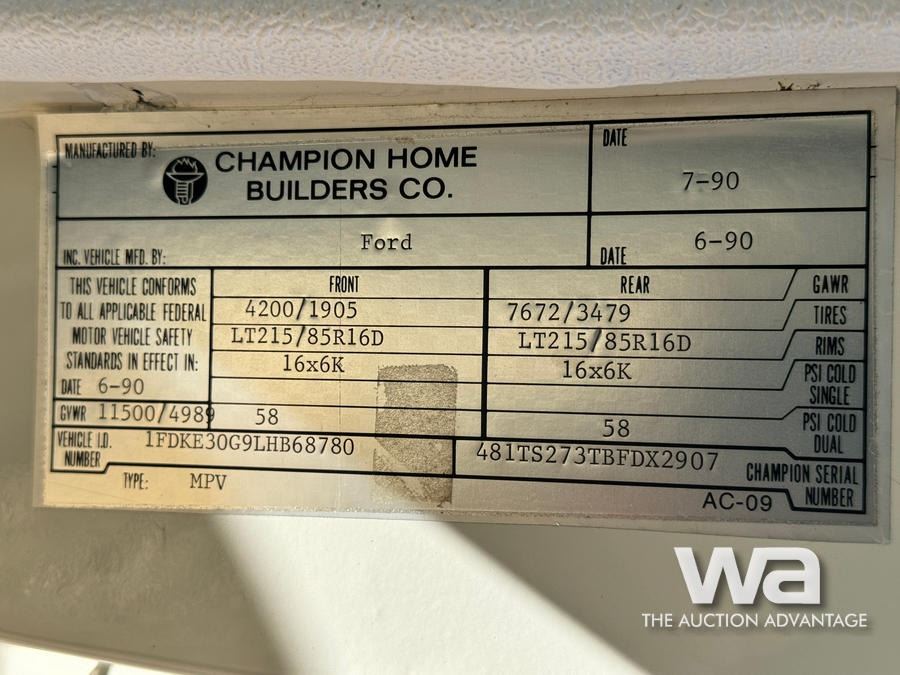 MANUFACTURED BY:
CHAMPION HOME
BUILDERS CO.
DATE
7-90
INC. VEHICLE MFD. BY:
Ford
DATE
6-90
THIS VEHICLE CONFORMS
TO ALL APPLICABLE FEDERAL
MOTOR VEHICLE SAFETY
STANDARDS IN EFFECT IN:
DATE 6-90
FRONT
REAR
GAWR
4200/1905
7672/3479
TIRES
LT215/85R16D
LT215/85R16D
RIMS
16x6K
16x6K
PSI COLD
SINGLE
GVWR 11500/4989
58
58
PSI COLD
DUAL
VEHICLE I.D.
NUMBER
1FDKE30G9LHB68780
481TS273TBFDX2907
CHAMPION SERIAL
NUMBER
TYPE: MPV
AC-09
wa
THE AUCTION ADVANTAGE